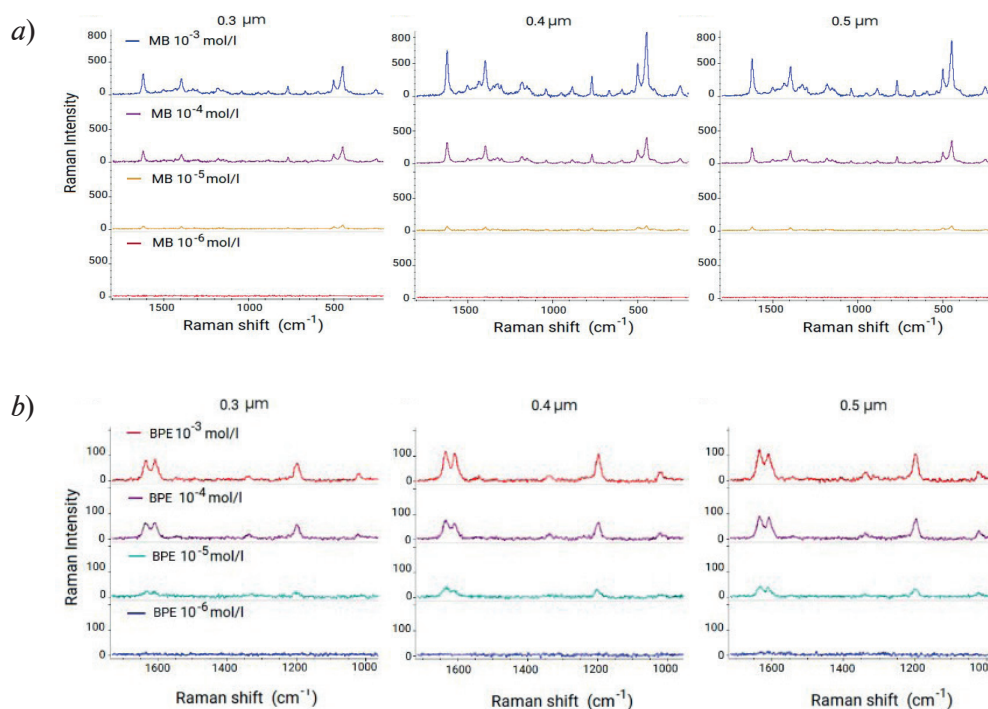 a)
0.3 μm
0.4 μm
0.5 μm
Raman Intensity
800
500
0
500
0
500
0
500
0
MB 10-3 mol/l
MB 10-4 mol/l
MB 10-5 mol/l
MB 10-6 mol/l
1500
1000
500
Raman shift (cm-1)
800
500
0
500
0
500
0
500
0
1500
1000
500
Raman shift (cm-1)
800
500
0
500
0
500
0
500
0
1500
1000
500
Raman shift (cm-1)
b)
0.3 μm
0.4 μm
0.5 μm
Raman Intensity
100
0
100
0
100
0
100
0
BPE 10-3 mol/l
BPE 10-4 mol/l
BPE 10-5 mol/l
BPE 10-6 mol/l
1600
1400
1200
1000
Raman shift (cm-1)
100
0
100
0
100
0
100
0
1600
1400
1200
1000
Raman shift (cm-1)
100
0
100
0
100
0
100
0
1600
1400
1200
Raman shift (cm-1)